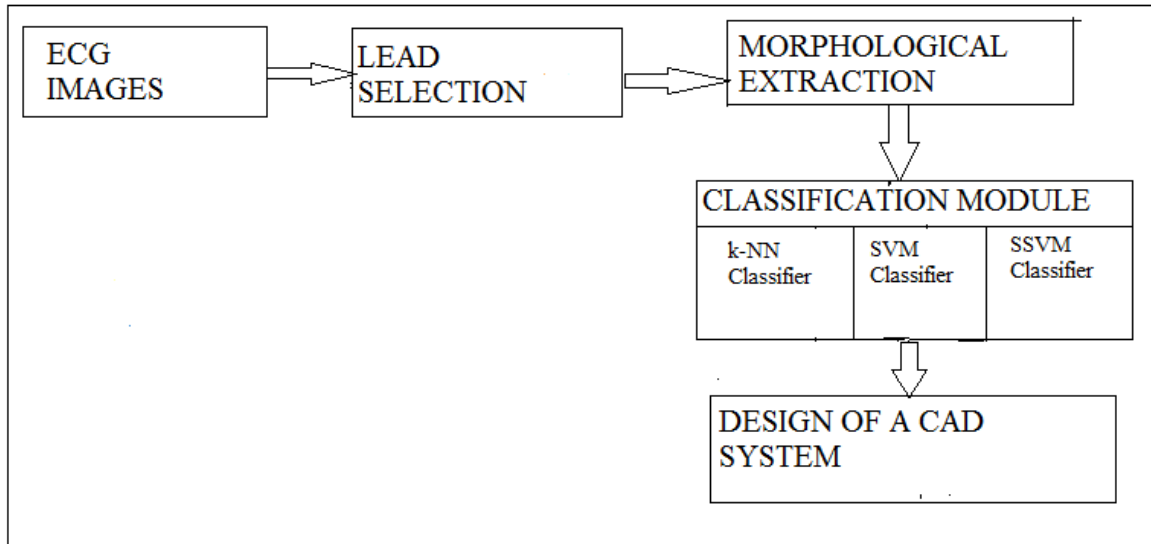 ECG
IMAGES
LEAD
SELECTION
MORPHOLOGICAL
EXTRACTION
CLASSIFICATION MODULE
k-NN
Classifier
SVM
Classifier
SSVM
Classifier
DESIGN OF A CAD
SYSTEM